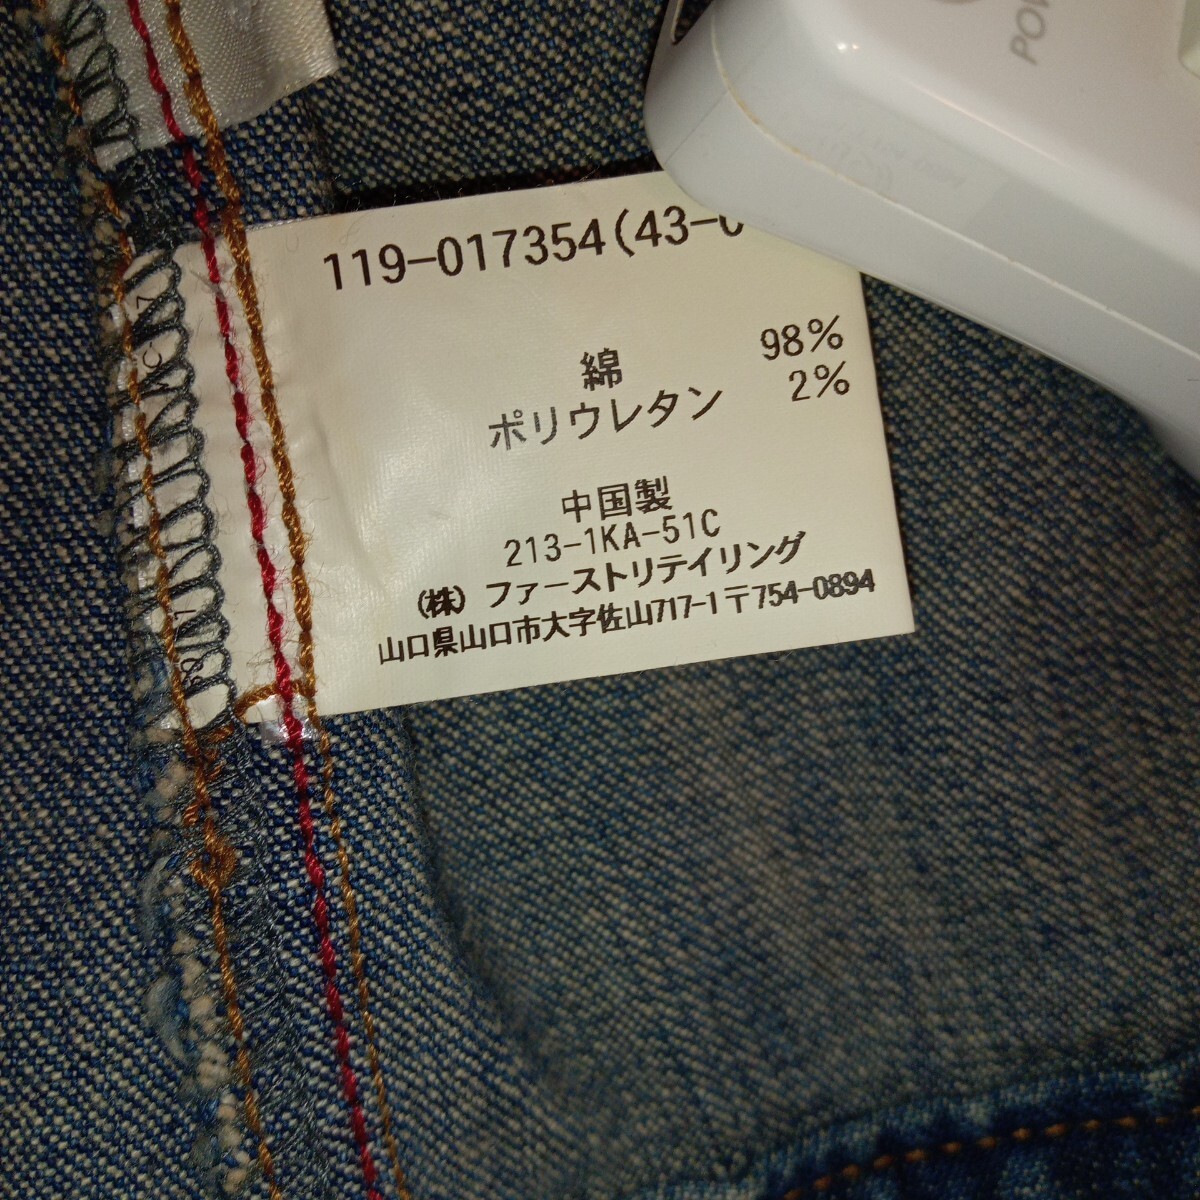 POW
119-017354(43-0
綿 98%
ポリウレタン 2%
中国製
213-1KA-51C
(株) ファーストリテイリング
山口県山口市大字佐山717-1〒754-0894